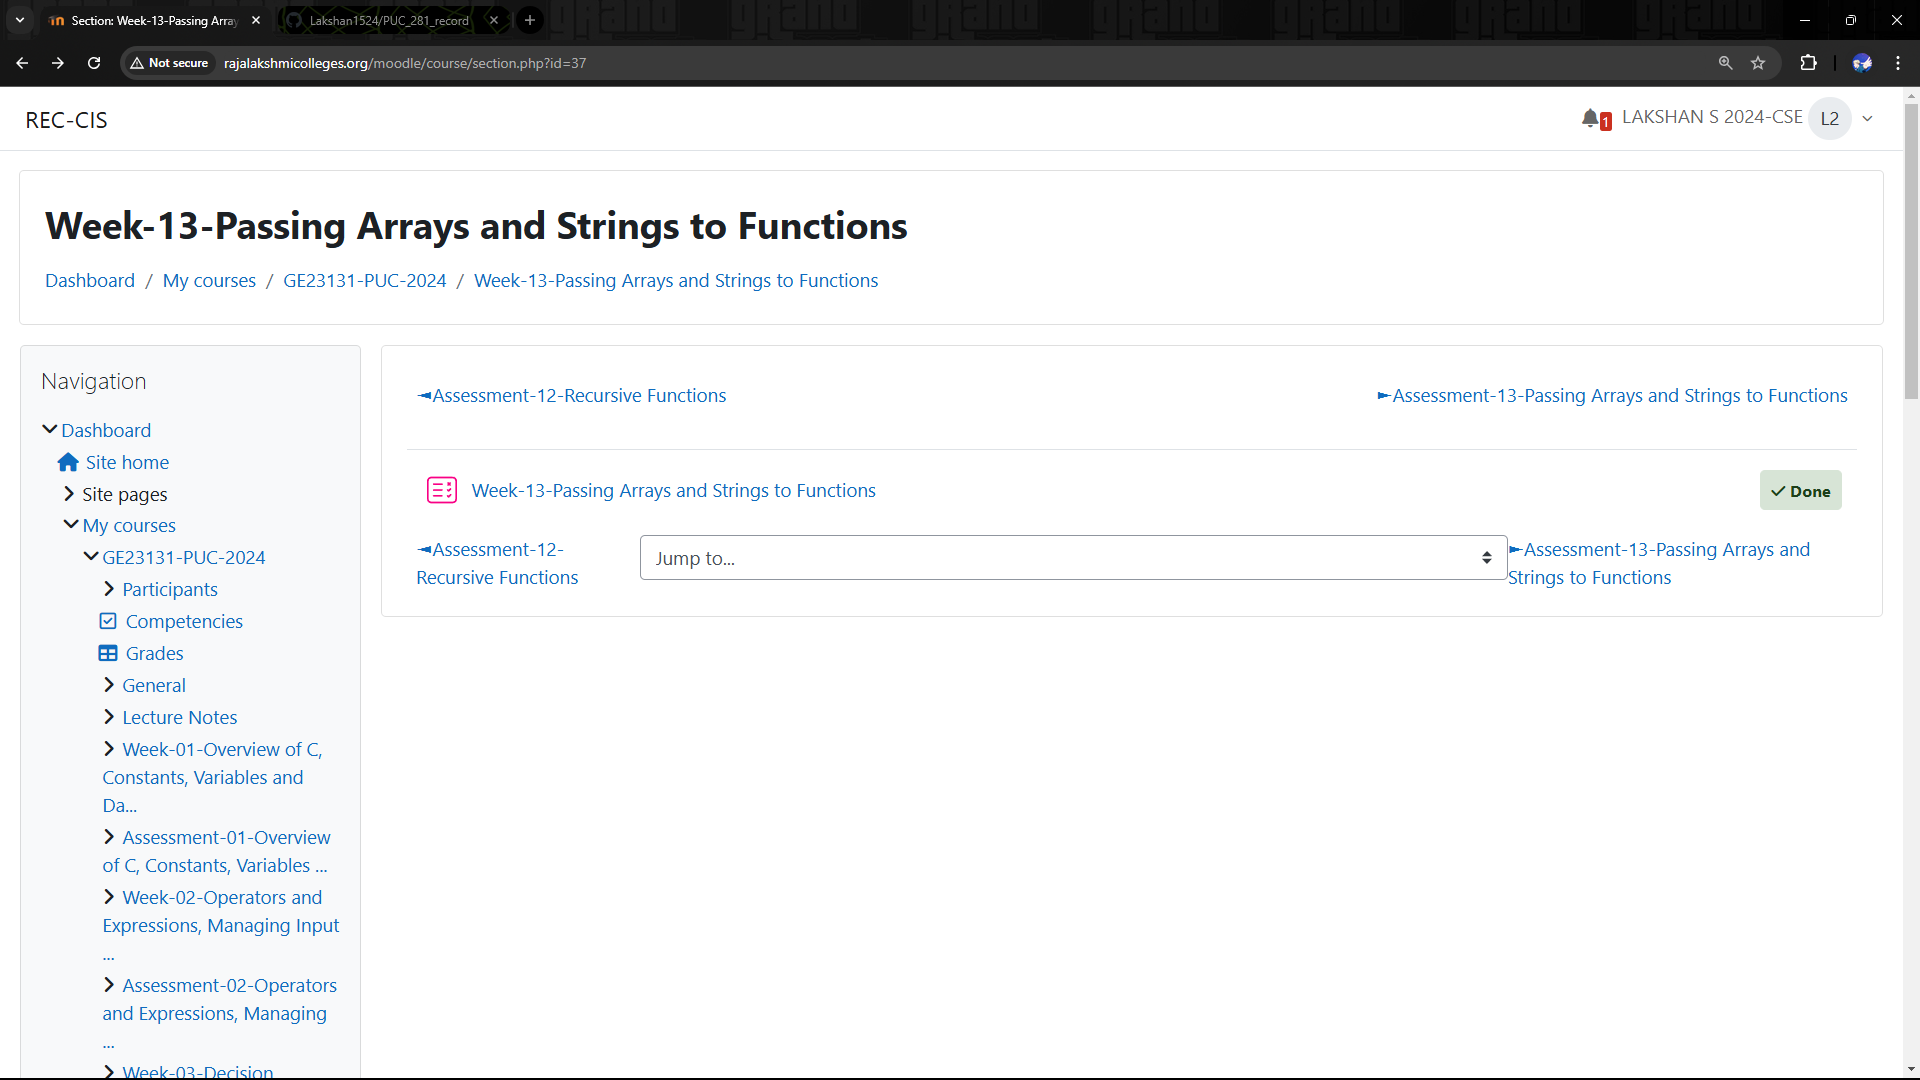 Section: Week-13-Passing Array
Lakshan1524/PUC_281_record
Not secure
rajalakshmicolleges.org/moodle/course/section.php?id=37
REC-CIS
1
LAKSHAN S 2024-CSE
L2
Week-13-Passing Arrays and Strings to Functions
Dashboard / My courses / GE23131-PUC-2024 / Week-13-Passing Arrays and Strings to Functions
Navigation
Dashboard
Site home
Site pages
My courses
GE23131-PUC-2024
Participants
Competencies
Grades
General
Lecture Notes
Week-01-Overview of C,
Constants, Variables and
Da...
Assessment-01-Overview
of C, Constants, Variables ...
Week-02-Operators and
Expressions, Managing Input
...
Assessment-02-Operators
and Expressions, Managing
...
Week-03-Decision
◄Assessment-12-Recursive Functions
►Assessment-13-Passing Arrays and Strings to Functions
Week-13-Passing Arrays and Strings to Functions
Done
◄Assessment-12-
Recursive Functions
Jump to...
►Assessment-13-Passing Arrays and
Strings to Functions